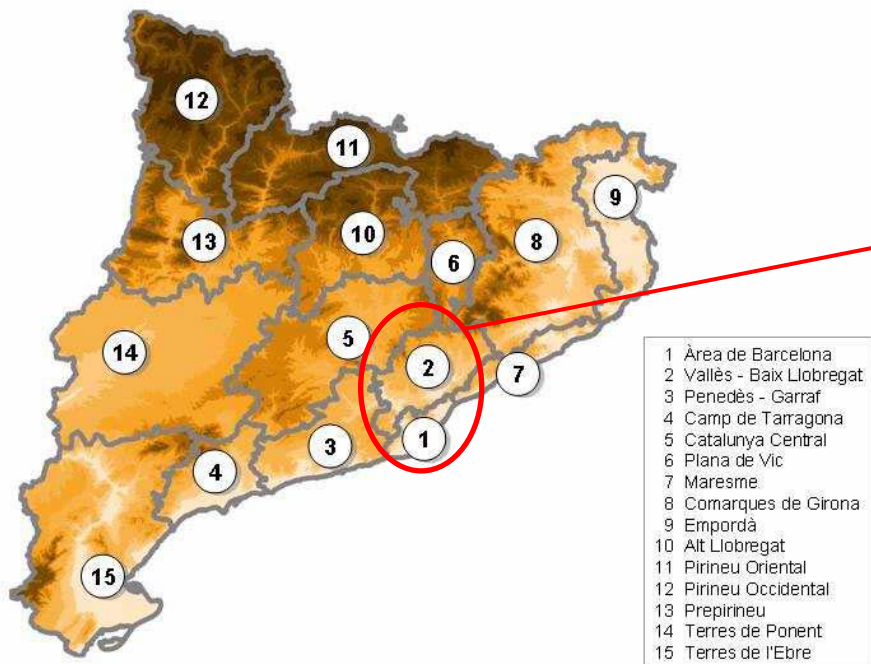 12
11
9
13
10
8
6
14
5
2
7
1
3
4
15
1 Àrea de Barcelona
2 Vallès - Baix Llobregat
3 Penedès - Garraf
4 Camp de Tarragona
5 Catalunya Central
6 Plana de Vic
7 Maresme
8 Comarques de Girona
9 Empordà
10 Alt Llobregat
11 Pirineu Oriental
12 Pirineu Occidental
13 Prepirineu
14 Terres de Ponent
15 Terres de l'Ebre